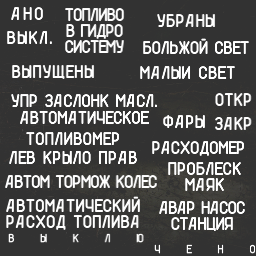 АНО
ВЫКЛ.
ТОПЛИВО
В ГИДРО
СИСТЕМУ
УБРАНЫ
БОЛЬЖОЙ СВЕТ
ВЫПУЩЕНЫ
МАЛЫИ СВЕТ
УПР ЗАСЛОНК МАСЛ.
АВТОМАТИЧЕСКОЕ
ОТКР
ФАРЫ ЗАКР
ТОПЛИВОМЕР
ЛЕВ КРЫЛО ПРАВ
РАСХОДОМЕР
АВТОМ ТОРМОЖ КОЛЕС
ПРОБЛЕСК
МАЯК
АВТОМАТИЧЕСКИЙ
РАСХОД ТОПЛИВА
АВАР НАСОС
СТАНЦИЯ
В Ы К Л Ю
Ч Е Н О